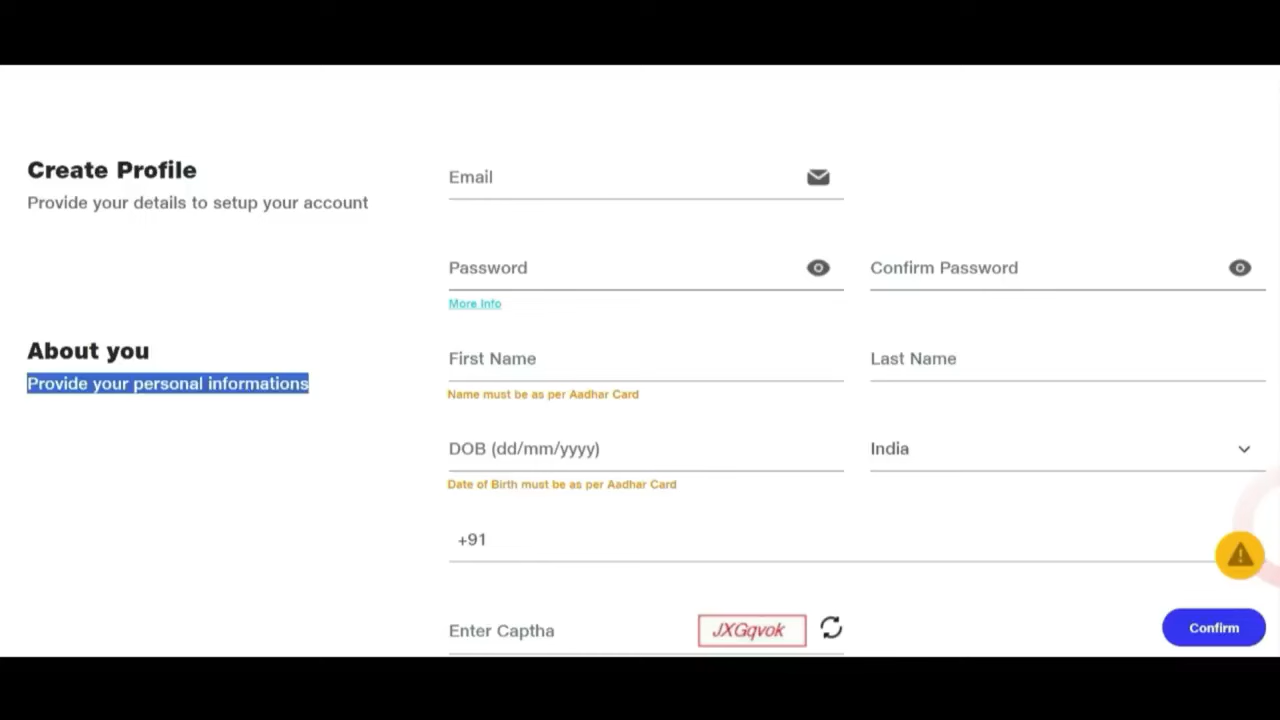 Create Profile
Provide your details to setup your account
Email
Password
Confirm Password
More Info
About you
Provide your personal informations
First Name
Last Name
Name must be as per Aadhar Card
DOB (dd/mm/yyyy)
India
Date of Birth must be as per Aadhar Card
+91
Enter Captha
JXGqvok
Confirm